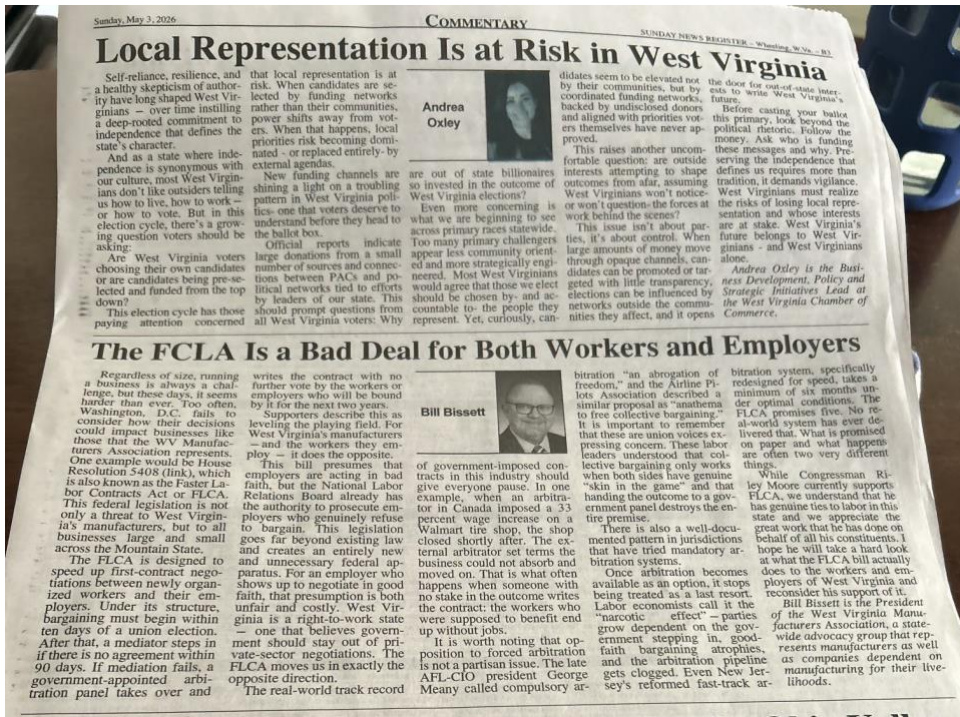 Sunday, May 3, 2026
COMMENTARY
SUNDAY NEWS REGISTER – Wheeling, W.Va. – B3
Local Representation Is at Risk in West Virginia
Self-reliance, resilience, and
a healthy skepticism of author-
ity have long shaped West Vir-
ginians — over time instilling
a deep-rooted commitment to
independence that defines the
state's character.
And as a state where inde-
pendence is synonymous with
our culture, most West Virgin-
ians don't like outsiders telling
us how to live, how to work —
or how to vote. But in this
election cycle, there's a grow-
ing question voters should be
asking:
Are West Virginia voters
choosing their own candidates
or are candidates being pre-se-
lected and funded from the top
down?
This election cycle has those
paying attention concerned
that local representation is at
risk. When candidates are se-
lected by funding networks
rather than their communities,
power shifts away from vot-
ers. When that happens, local
priorities risk becoming domi-
nated - or replaced entirely- by
external agendas.
New funding channels are
shining a light on a troubling
pattern in West Virginia poli-
tics- one that voters deserve to
understand before they head to
the ballot box.
Official reports indicate
large donations from a small
number of sources and connec-
tions between PACs and po-
litical networks tied to efforts
by leaders of our state. This
should prompt questions from
all West Virginia voters: Why
Andrea
Oxley
are out of state billionaires
so invested in the outcome of
West Virginia elections?
Even more concerning is
what we are beginning to see
across primary races statewide.
Too many primary challengers
appear less community orient-
ed and more strategically engi-
neered. Most West Virginians
would agree that those we elect
should be chosen by- and ac-
countable to- the people they
represent. Yet, curiously, can-
didates seem to be elevated not
by their communities, but by
coordinated funding networks,
backed by undisclosed donors
and aligned with priorities vot-
ers themselves have never ap-
proved.
This raises another uncom-
fortable question: are outside
interests attempting to shape
outcomes from afar, assuming
West Virginians won't notice-
or won't question- the forces at
work behind the scenes?
This issue isn't about par-
ties, it's about control. When
large amounts of money move
through opaque channels, can-
didates can be promoted or tar-
geted with little transparency,
elections can be influenced by
networks outside the commu-
nities they affect, and it opens
the door for out-of-state inter-
ests to write West Virginia's
future.
Before casting your ballot
this primary, look beyond the
political rhetoric. Follow the
money. Ask who is funding
these messages and why. Pre-
serving the independence that
defines us requires more than
tradition, it demands vigilance.
West Virginians must realize
the risks of losing local repre-
sentation and whose interests
are at stake. West Virginia's
future belongs to West Vir-
ginians - and West Virginians
alone.
Andrea Oxley is the Busi-
ness Development, Policy and
Strategic Initiatives Lead at
the West Virginia Chamber of
Commerce.
The FCLA Is a Bad Deal for Both Workers and Employers
Regardless of size, running
a business is always a chal-
lenge, but these days, it seems
harder than ever. Too often,
Washington, D.C. fails to
consider how their decisions
could impact businesses like
those that the WV Manufac-
turers Association represents.
One example would be House
Resolution 5408 (link), which
is also known as the Faster La-
bor Contracts Act or FLCA.
This federal legislation is not
only a threat to West Virgin-
ia's manufacturers, but to all
businesses large and small
across the Mountain State.
The FLCA is designed to
speed up first-contract nego-
tiations between newly organ-
ized workers and their em-
ployers. Under its structure,
bargaining must begin within
ten days of a union election.
After that, a mediator steps in
if there is no agreement within
90 days. If mediation fails, a
government-appointed arbi-
tration panel takes over and
writes the contract with no
further vote by the workers or
employers who will be bound
by it for the next two years.
Supporters describe this as
leveling the playing field. For
West Virginia's manufacturers
— and the workers they em-
ploy — it does the opposite.
This bill presumes that
employers are acting in bad
faith, but the National Labor
Relations Board already has
the authority to prosecute em-
ployers who genuinely refuse
to bargain. This legislation
goes far beyond existing law
and creates an entirely new
and unnecessary federal ap-
paratus. For an employer who
shows up to negotiate in good
faith, that presumption is both
unfair and costly. West Vir-
ginia is a right-to-work state
— one that believes govern-
ment should stay out of pri-
vate-sector negotiations. The
FLCA moves us in exactly the
opposite direction.
The real-world track record
Bill Bissett
of government-imposed con-
tracts in this industry should
give everyone pause. In one
example, when an arbitra-
tor in Canada imposed a 33
percent wage increase on a
Walmart tire shop, the shop
closed shortly after. The ex-
ternal arbitrator set terms the
business could not absorb and
moved on. That is what often
happens when someone with
no stake in the outcome writes
the contract: the workers who
were supposed to benefit end
up without jobs.
It is worth noting that op-
position to forced arbitration
is not a partisan issue. The late
AFL-CIO president George
Meany called compulsory ar-
bitration "an abrogation of
freedom," and the Airline Pi-
lots Association described a
similar proposal as "anathema
to free collective bargaining."
It is important to remember
that these are union voices ex-
pressing concern. These labor
leaders understood that col-
lective bargaining only works
when both sides have genuine
"skin in the game" and that
handing the outcome to a gov-
ernment panel destroys the en-
tire premise.
There is also a well-docu-
mented pattern in jurisdictions
that have tried mandatory ar-
bitration systems.
Once arbitration becomes
available as an option, it stops
being treated as a last resort.
Labor economists call it the
"narcotic effect" – parties
grow dependent on the gov-
ernment stepping in, good-
faith bargaining atrophies,
and the arbitration pipeline
gets clogged. Even New Jer-
sey's reformed fast-track ar-
bitration system, specifically
redesigned for speed, takes a
minimum of six months un-
der optimal conditions. The
FLCA promises five. No re-
al-world system has ever de-
livered that. What is promised
on paper and what happens
are often two very different
things.
While Congressman Ri-
ley Moore currently supports
FLCA, we understand that he
has genuine ties to labor in this
state and we appreciate the
great work that he has done on
behalf of all his constituents. I
hope he will take a hard look
at what the FLCA bill actually
does to the workers and em-
ployers of West Virginia and
reconsider his support of it.
Bill Bissett is the President
of the West Virginia Manu-
facturers Association, a state-
wide advocacy group that rep-
resents manufacturers as well
as companies dependent on
manufacturing for their live-
lihoods.